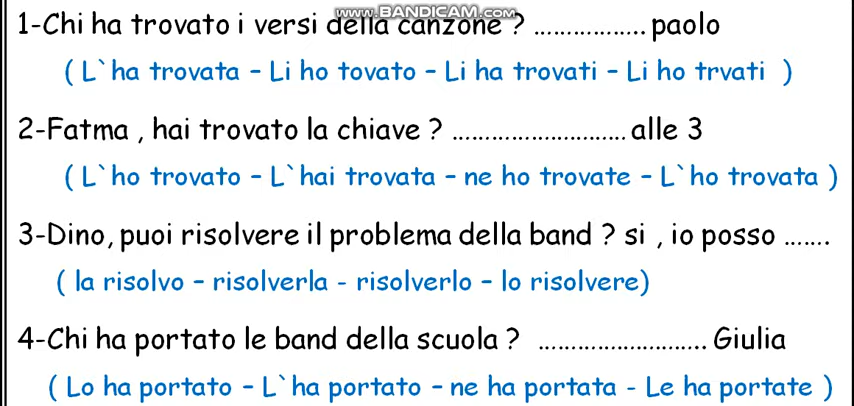 www.BANDICAM.com
1-Chi ha trovato i versi della canzone ? ................. paolo
( L`ha trovata - Li ho tovato - Li ha trovati - Li ho trvati )
2-Fatma , hai trovato la chiave ? .......................... alle 3
( L`ho trovato - L`hai trovata - ne ho trovate - L`ho trovata )
3-Dino, puoi risolvere il problema della band ? si , io posso .......
( la risolvo - risolverla - risolverlo - lo risolvere)
4-Chi ha portato le band della scuola ? ......................... Giulia
( Lo ha portato - L`ha portato - ne ha portata - Le ha portate )